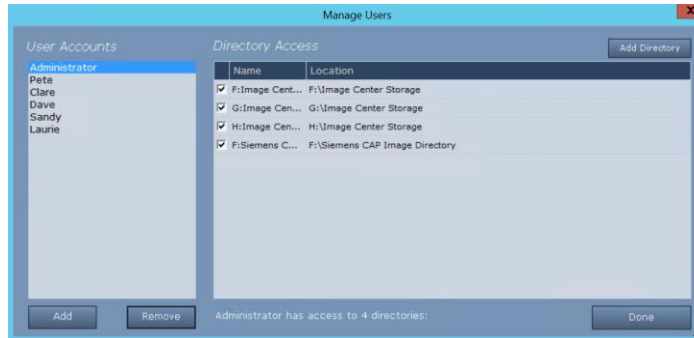 Manage Users
X
User Accounts
Directory Access
Add Directory
Administrator
Pete
Clare
Dave
Sandy
Laurie
Name Location
F:Image Cent... F:\Image Center Storage
G:Image Cen... G:\Image Center Storage
H:Image Cen... H:\Image Center Storage
F:Siemens C... F:\Siemens CAP Image Directory
Add
Remove
Administrator has access to 4 directories:
Done